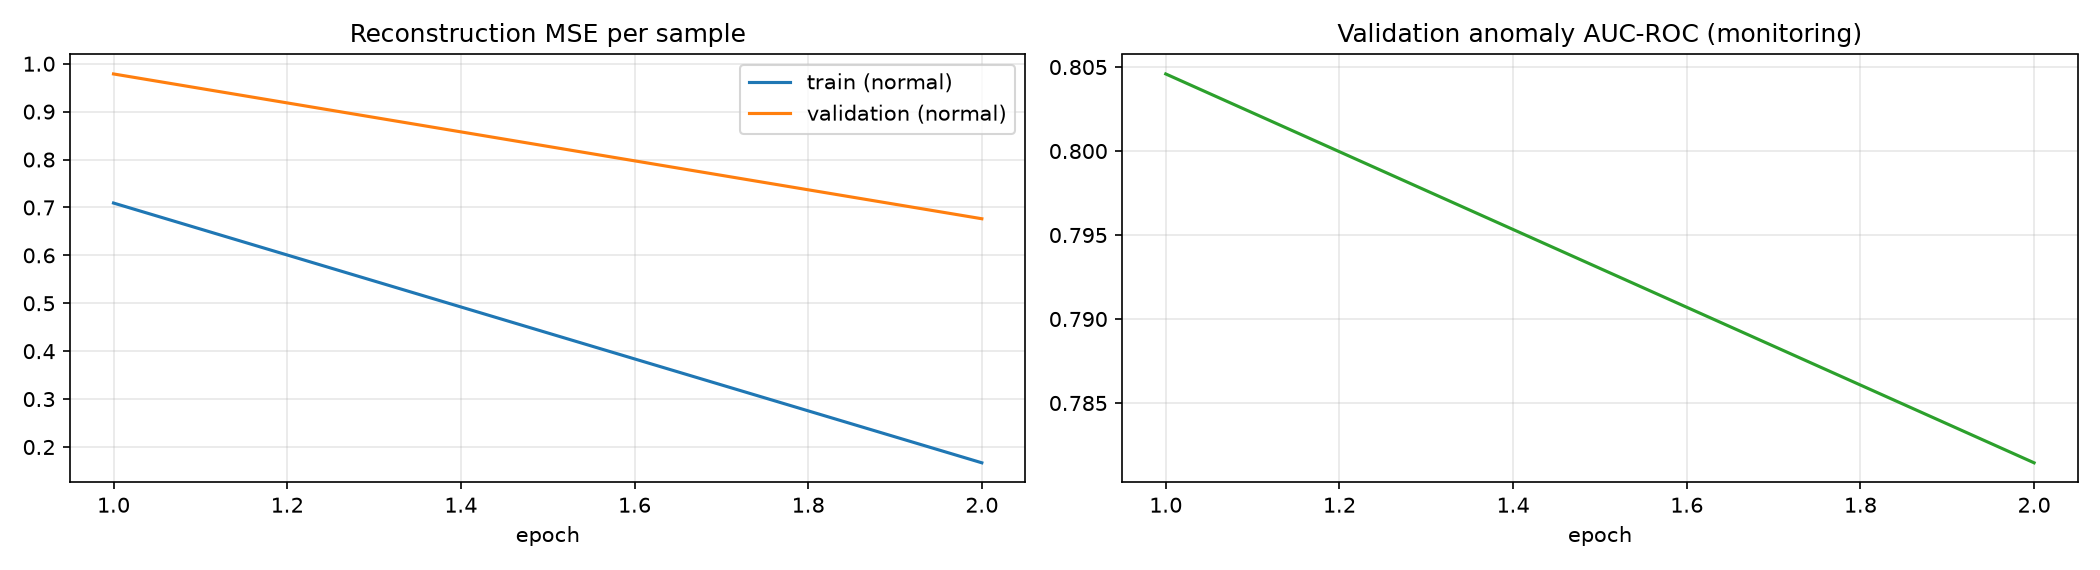 Reconstruction MSE per sample
1.0
0.9
0.8
0.7
0.6
0.5
0.4
0.3
0.2
train (normal)
validation (normal)
1.0 1.2 1.4 1.6 1.8 2.0
epoch
Validation anomaly AUC-ROC (monitoring)
0.805
0.800
0.795
0.790
0.785
1.0 1.2 1.4 1.6 1.8 2.0
epoch